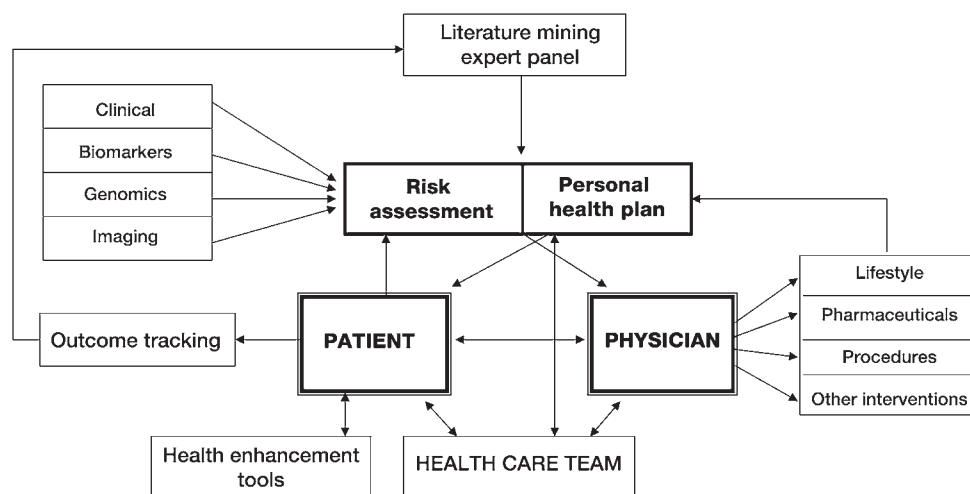 Literature mining
expert panel
Clinical
Biomarkers
Genomics
Imaging
Risk
assessment
Personal
health plan
Lifestyle
Pharmaceuticals
Procedures
Other interventions
Outcome tracking
PATIENT
PHYSICIAN
Health enhancement
tools
HEALTH CARE TEAM